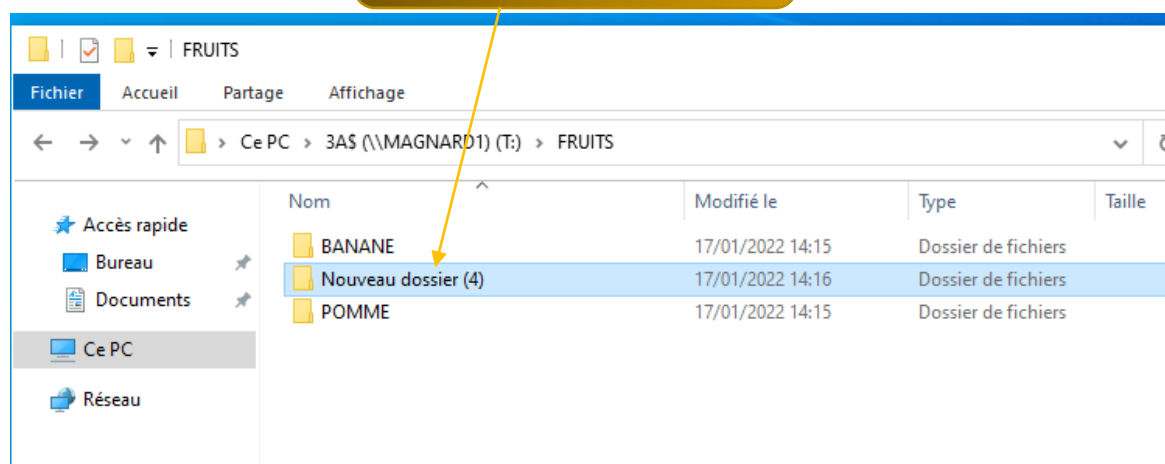 FRUITS
Fichier Accueil Partage Affichage
Ce PC > 3A$ (\\MAGNARD1) (T:) > FRUITS
Nom Modifié le Type Taille
Accès rapide
Bureau
Documents
Ce PC
Réseau
BANANE 17/01/2022 14:15 Dossier de fichiers
Nouveau dossier (4) 17/01/2022 14:16 Dossier de fichiers
POMME 17/01/2022 14:15 Dossier de fichiers